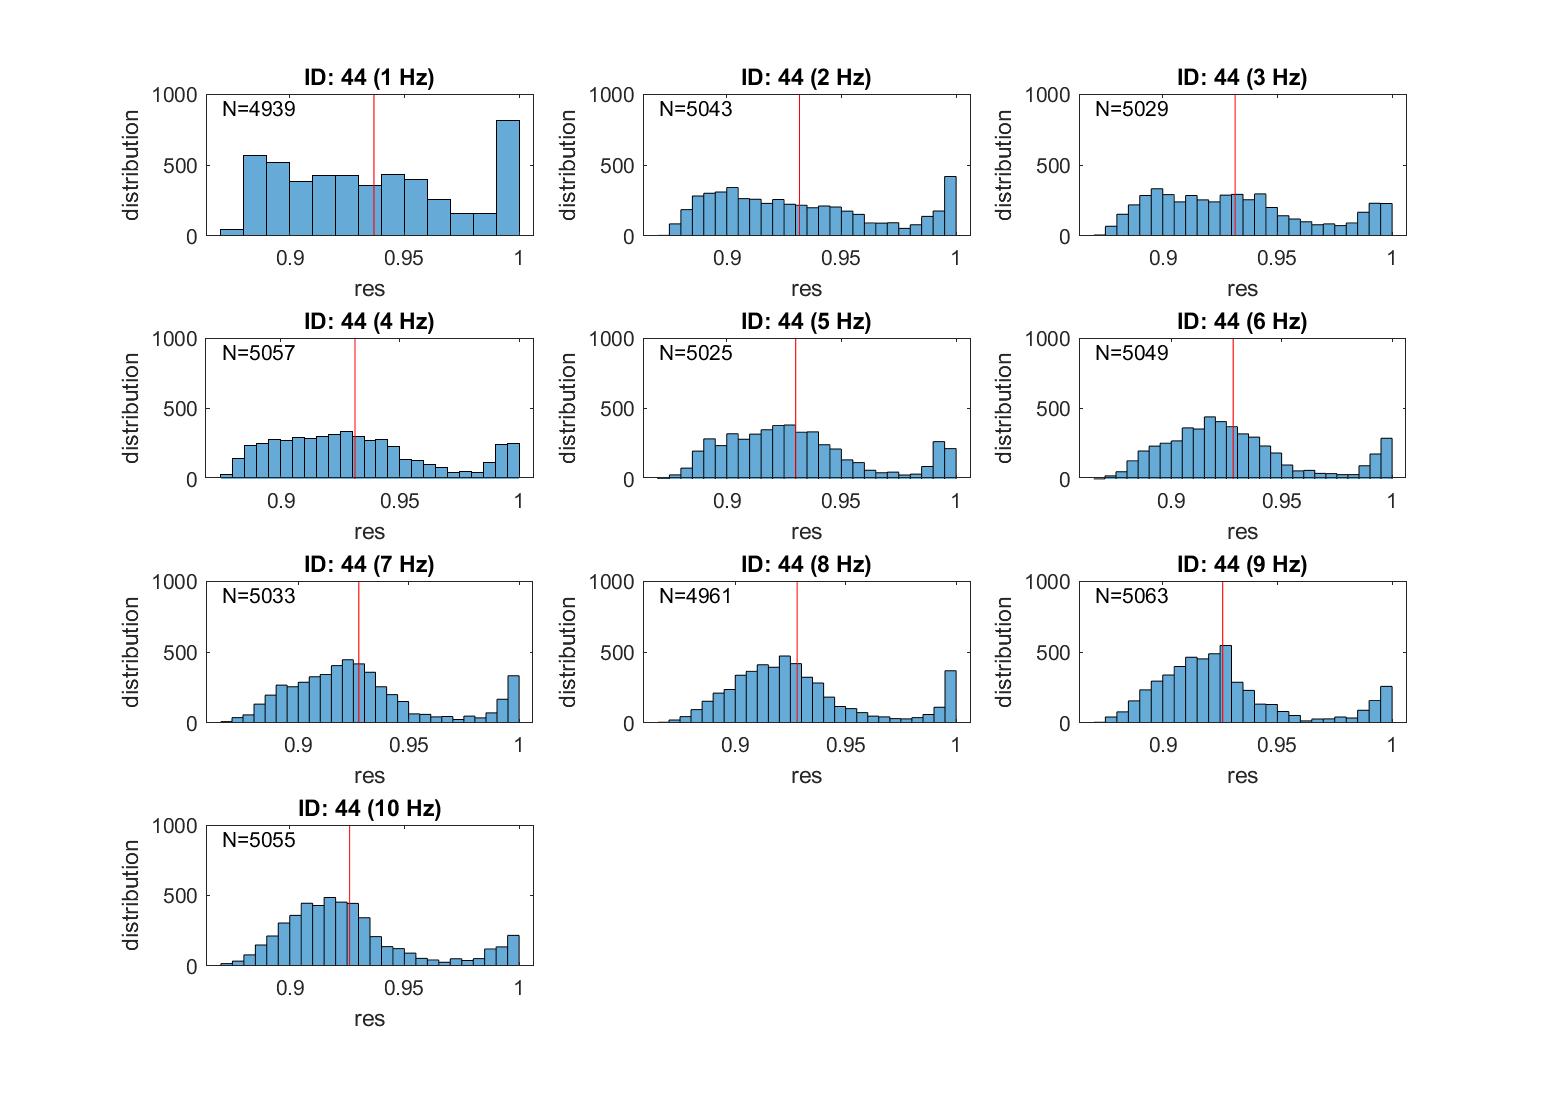 ID: 44 (1 Hz)
N=4939
distribution
1000
500
0
0.9 0.95 1
res
ID: 44 (2 Hz)
N=5043
distribution
1000
500
0
0.9 0.95 1
res
ID: 44 (3 Hz)
N=5029
distribution
1000
500
0
0.9 0.95 1
res
ID: 44 (4 Hz)
N=5057
distribution
1000
500
0
0.9 0.95 1
res
ID: 44 (5 Hz)
N=5025
distribution
1000
500
0
0.9 0.95 1
res
ID: 44 (6 Hz)
N=5049
distribution
1000
500
0
0.9 0.95 1
res
ID: 44 (7 Hz)
N=5033
distribution
1000
500
0
0.9 0.95 1
res
ID: 44 (8 Hz)
N=4961
distribution
1000
500
0
0.9 0.95 1
res
ID: 44 (9 Hz)
N=5063
distribution
1000
500
0
0.9 0.95 1
res
ID: 44 (10 Hz)
N=5055
distribution
1000
500
0
0.9 0.95 1
res